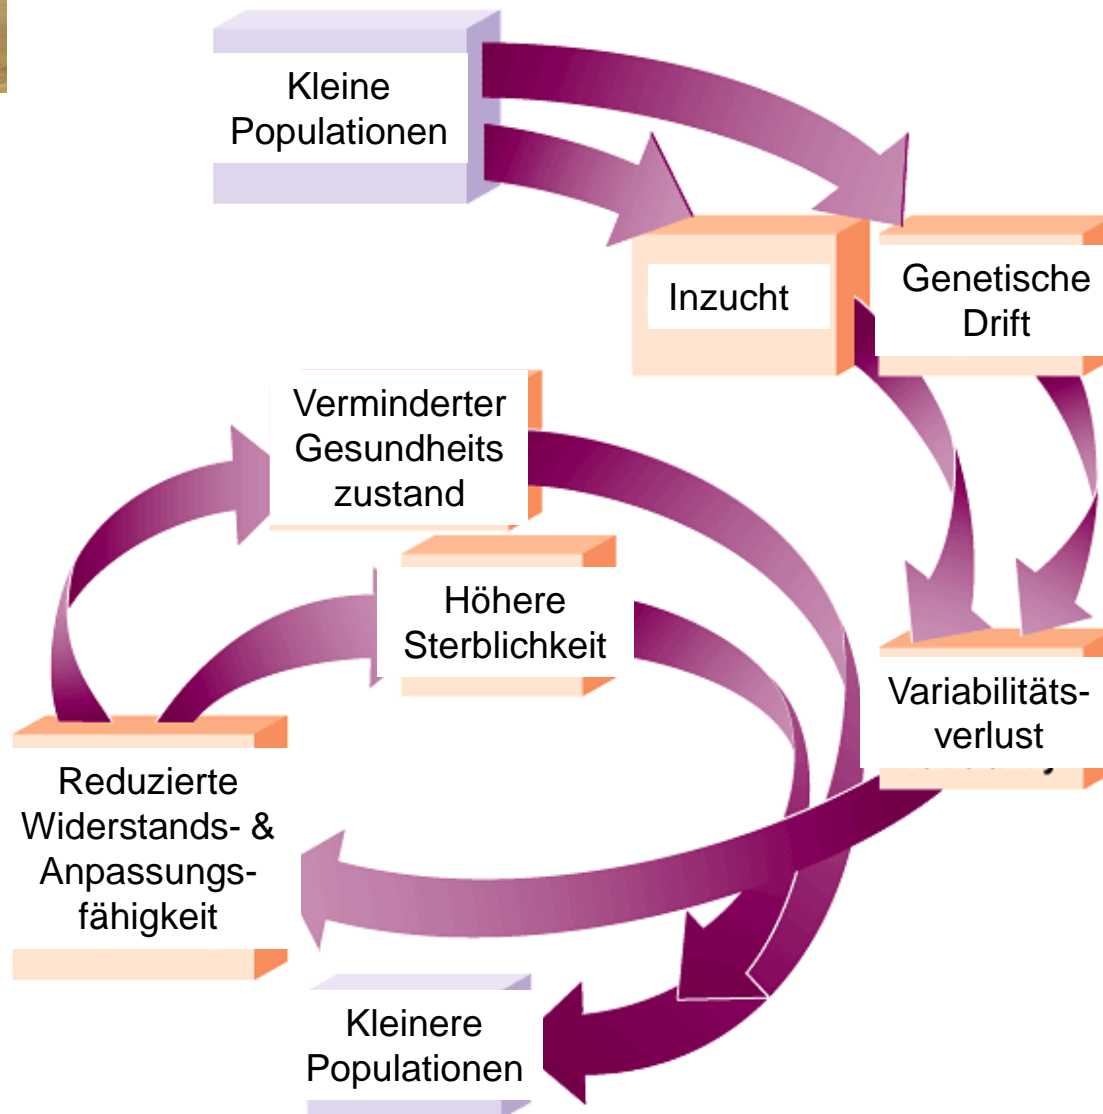 Kleine
Populationen
Inzucht
Genetische
Drift
Verminderter
Gesundheits
zustand
Höhere
Sterblichkeit
Variabilitäts-
verlust
Reduzierte
Widerstands- &
Anpassungs-
fähigkeit
Kleinere
Populationen